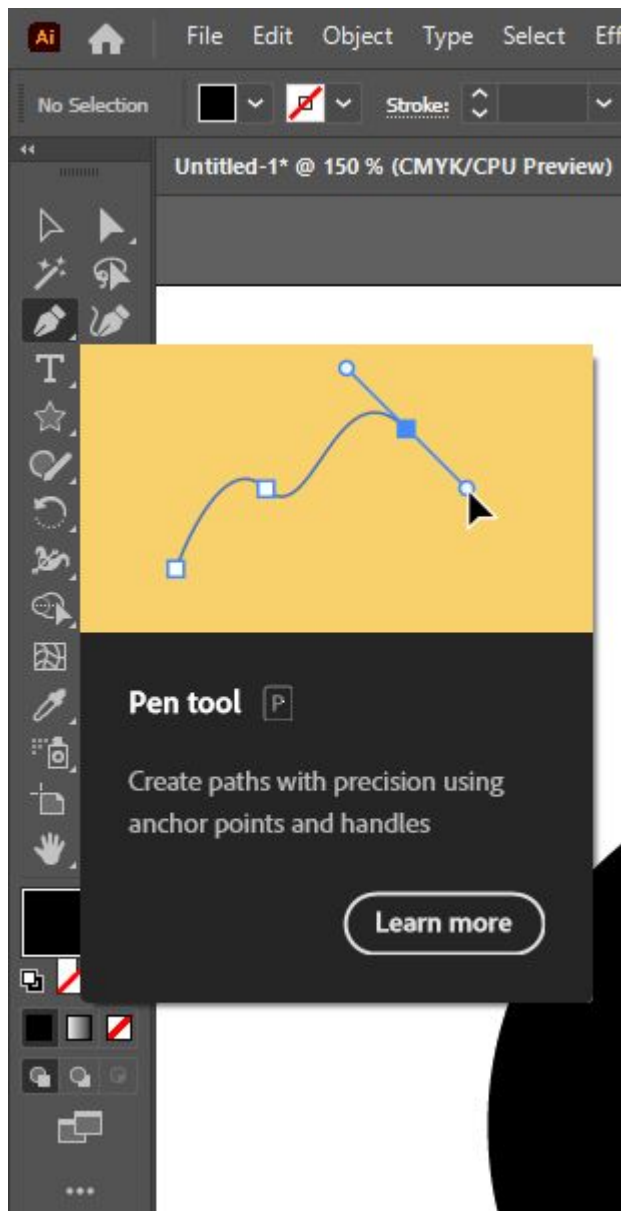 Ai File Edit Object Type Select Eff
No Selection Stroke:
Untitled-1* @ 150 % (CMYK/CPU Preview)
T
Pen tool P
Create paths with precision using
anchor points and handles
Learn more